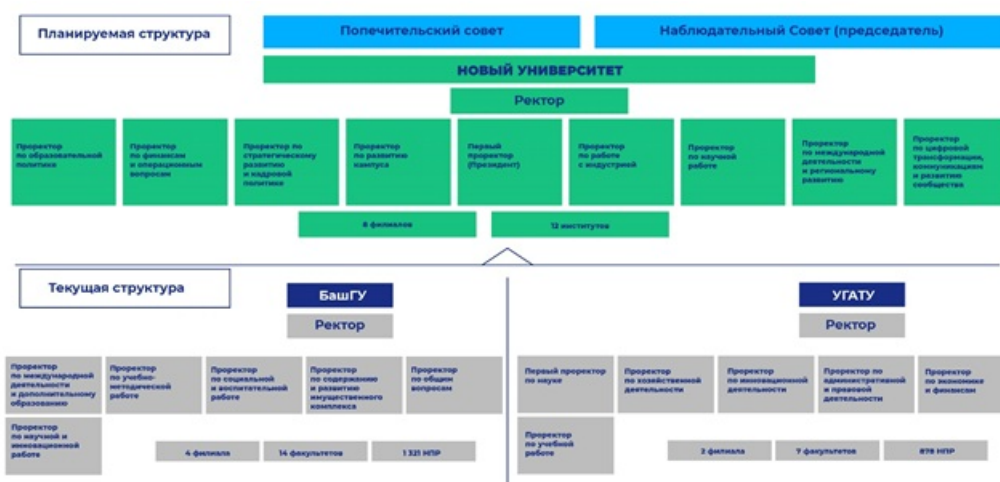 Планируемая структура
Попечительский совет
Наблюдательный Совет (председатель)
НОВЫЙ УНИВЕРСИТЕТ
Ректор
Проректор
по образовательной
политике
Проректор
по финансам
и операционным
вопросам
Проректор по
стратегическому
развитию
и кадровой
политике
Проректор
по развитию
кампуса
Первый
проректор
(Президент)
Проректор
по работе
с индустрией
Проректор
по научной
работе
Проректор
по международной
деятельности
и региональному
развитию
Проректор
по цифровой
трансформации,
коммуникациям
и развитию
сообщества
12 институтов
Текущая структура
БашГУ
Ректор
Проректор
по международной
деятельности
и дополнительному
образованию
Проректор
по учебно-
методической
работе
Проректор
по социальной
и воспитательной
работе
Проректор
по содержанию
и развитию
имущественного
комплекса
Проректор
по общим
вопросам
Проректор
по научной и
инновационной
работе
4 филиала
14 факультетов
1 321 НПР
УГАТУ
Ректор
Первый проректор
по науке
Проректор
по хозяйственной
деятельности
Проректор
по инновационной
деятельности
Проректор по
административной
и правовой
деятельности
Проректор
по экономике
и финансам
Проректор
по учебной
работе
2 филиала
7 факультетов
878 НПР